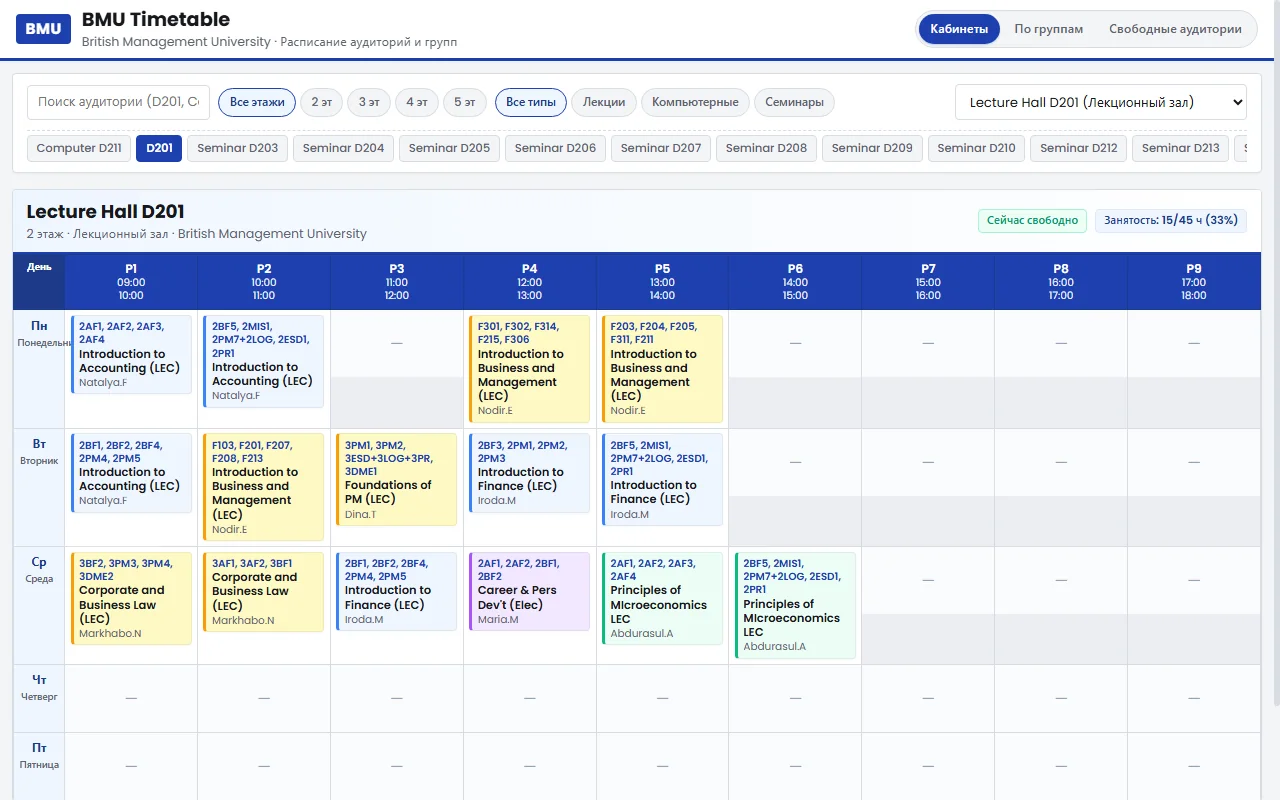 BMU
BMU Timetable
British Management University · Расписание аудиторий и групп
Кабинеты
По группам
Свободные аудитории
Поиск аудитории (D201, Co
Все этажи
2 эт
3 эт
4 эт
5 эт
Все типы
Лекции
Компьютерные
Семинары
Lecture Hall D201 (Лекционный зал)
Computer D211
D201
Seminar D203
Seminar D204
Seminar D205
Seminar D206
Seminar D207
Seminar D208
Seminar D209
Seminar D210
Seminar D212
Seminar D213
Lecture Hall D201
2 этаж · Лекционный зал · British Management University
Сейчас свободно
Занятость: 15/45 ч (33%)
День
P1
09:00
10:00
P2
10:00
11:00
P3
11:00
12:00
P4
12:00
13:00
P5
13:00
14:00
P6
14:00
15:00
P7
15:00
16:00
P8
16:00
17:00
P9
17:00
18:00
Пн
Понедельни
2AF1, 2AF2, 2AF3,
2AF4
Introduction to
Accounting (LEC)
Natalya.F
2BF5, 2MIS1,
2PM7+2LOG, 2ESD1,
2PR1
Introduction to
Accounting (LEC)
Natalya.F
—
F301, F302, F314,
F215, F306
Introduction to
Business and
Management
(LEC)
Nodir.E
F203, F204, F205,
F311, F211
Introduction to
Business and
Management
(LEC)
Nodir.E
—
—
—
—
Вт
Вторник
2BF1, 2BF2, 2BF4,
2PM4, 2PM5
Introduction to
Accounting (LEC)
Natalya.F
F103, F201, F207,
F208, F213
Introduction to
Business and
Management
(LEC)
Nodir.E
3PM1, 3PM2,
3ESD+3LOG+3PR,
3DME1
Foundations of
PM (LEC)
Dina.T
2BF3, 2PM1, 2PM2,
2PM3
Introduction to
Finance (LEC)
Iroda.M
2BF5, 2MIS1,
2PM7+2LOG, 2ESD1,
2PR1
Introduction to
Finance (LEC)
Iroda.M
—
—
—
—
Ср
Среда
3BF2, 3PM3, 3PM4,
3DME2
Corporate and
Business Law
(LEC)
Markhabo.N
3AF1, 3AF2, 3BF1
Corporate and
Business Law
(LEC)
Markhabo.N
2BF1, 2BF2, 2BF4,
2PM4, 2PM5
Introduction to
Finance (LEC)
Iroda.M
2AF1, 2AF2, 2BF1,
2BF2
Career & Pers
Dev't (Elec)
Maria.M
2AF1, 2AF2, 2AF3,
2AF4
Principles of
MIcroeconomics
LEC
Abdurasul.A
2BF5, 2MIS1,
2PM7+2LOG, 2ESD1,
2PR1
Principles of
MIcroeconomics
LEC
Abdurasul.A
—
—
—
Чт
Четверг
—
—
—
—
—
—
—
—
—
Пт
Пятница
—
—
—
—
—
—
—
—
—